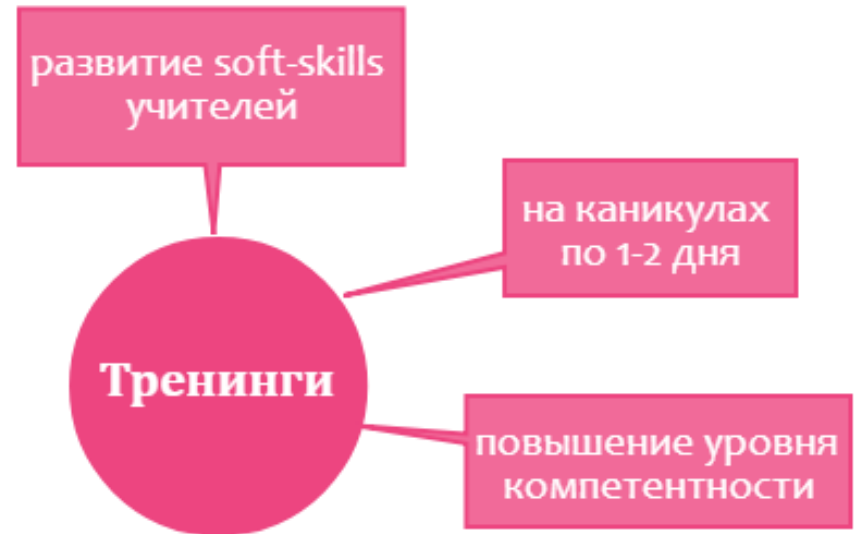 развитие soft-skills
учителей
на каникулах
по 1-2 дня
Тренинги
повышение уровня
компетентности